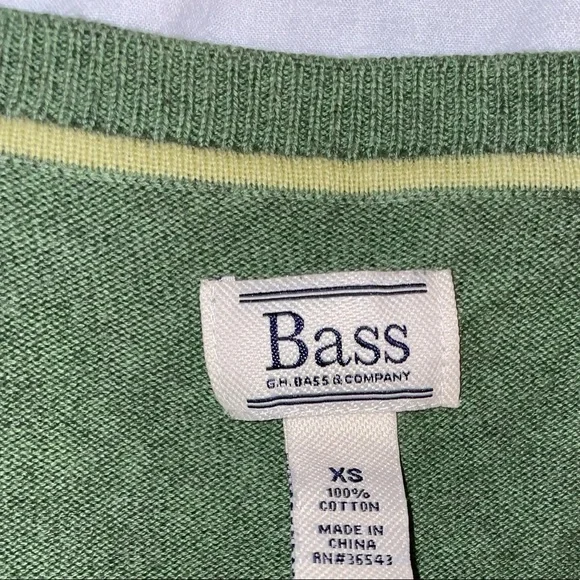 Bass
G.H. BASS & COMPANY
XS
100%
COTTON
MADE IN
CHINA
RN#36543